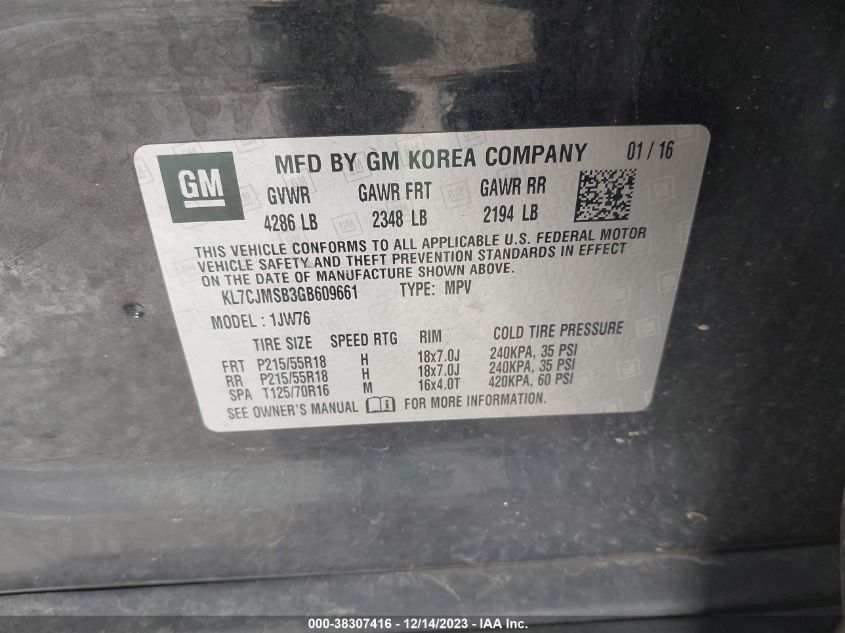 GM MFD BY GM KOREA COMPANY 01 / 16
GVWR GAWR FRT GAWR RR
4286 LB 2348 LB 2194 LB
THIS VEHICLE CONFORMS TO ALL APPLICABLE U.S. FEDERAL MOTOR
VEHICLE SAFETY AND THEFT PREVENTION STANDARDS IN EFFECT
ON THE DATE OF MANUFACTURE SHOWN ABOVE.
KL7CJMSB3GB609661 TYPE: MPV
MODEL : 1JW76
TIRE SIZE SPEED RTG RIM COLD TIRE PRESSURE
FRT P215/55R18 H 18x7.0J 240KPA, 35 PSI
RR P215/55R18 H 18x7.0J 240KPA, 35 PSI
SPA T125/70R16 M 16x4.0T 420KPA, 60 PSI
SEE OWNER'S MANUAL FOR MORE INFORMATION.
000-38307416 - 12/14/2023 - IAA Inc.